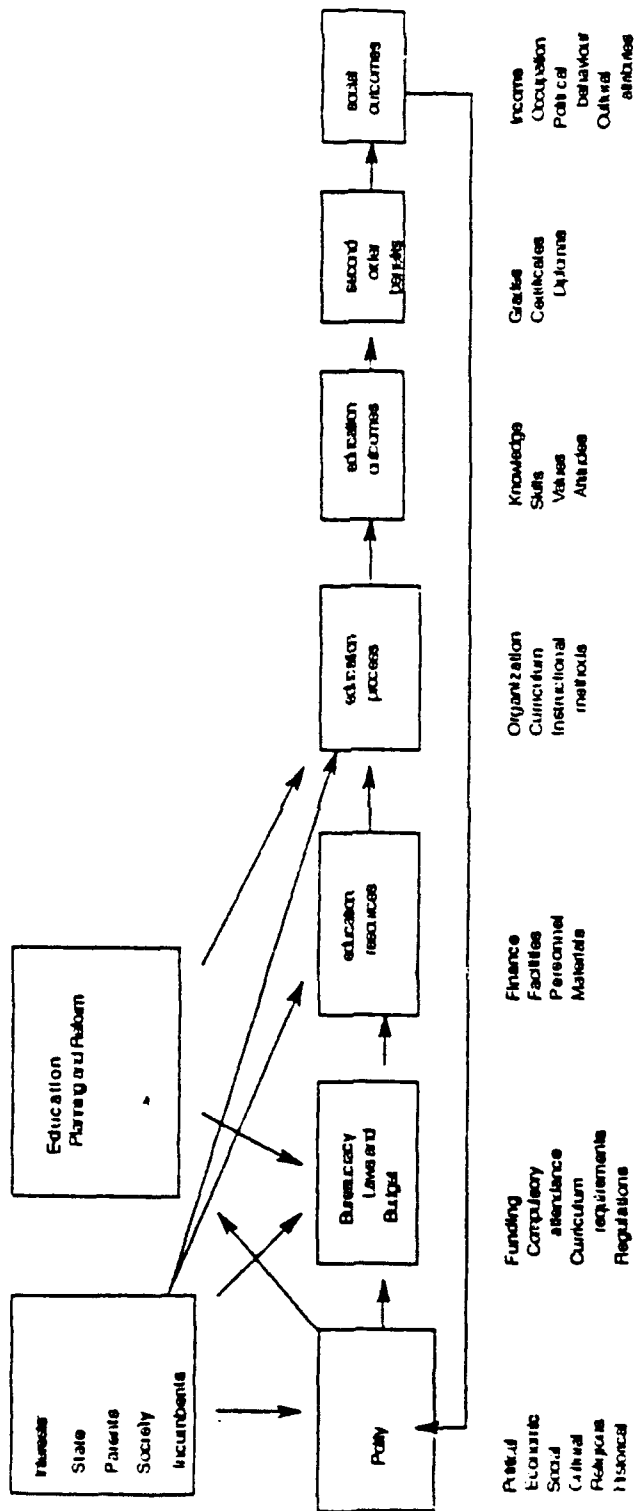 Interests
State
Parents
Society
Incumbents
Education
Planning and Reform
Polity
Bureaucracy
Laws and
Budget
education
resources
education
process
education
outcomes
second
order
benefits
social
outcomes
Political
Economic
Social
Cultural
Religious
Historical
Funding
Compulsory
attendance
Curriculum
requirements
Regulations
Finance
Facilities
Personnel
Materials
Organization
Curriculum
Instructional
methods
Knowledge
Skills
Values
Attitudes
Grades
Certificates
Diploma
Income
Occupation
Political
behaviour
Cultural
attributes